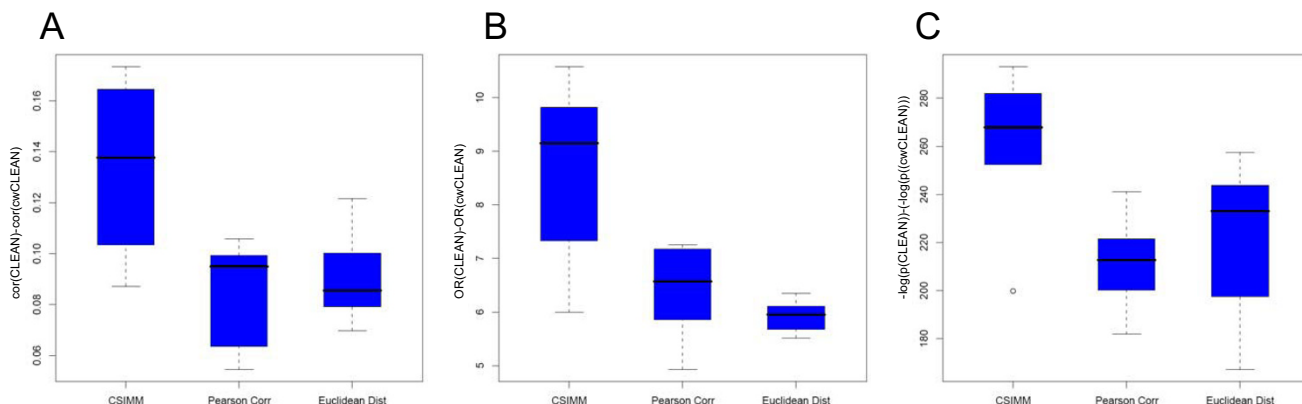 A
cor(CLEAN)-cor(cwCLEAN)
0.16
0.14
0.12
0.10
0.08
0.06
CSIMM Pearson Corr Euclidean Dist
B
OR(CLEAN)-OR(cwCLEAN)
10
9
8
7
6
5
CSIMM Pearson Corr Euclidean Dist
C
-log(p(CLEAN))-(-log(p((cwCLEAN)))
280
260
240
220
200
180
CSIMM Pearson Corr Euclidean Dist